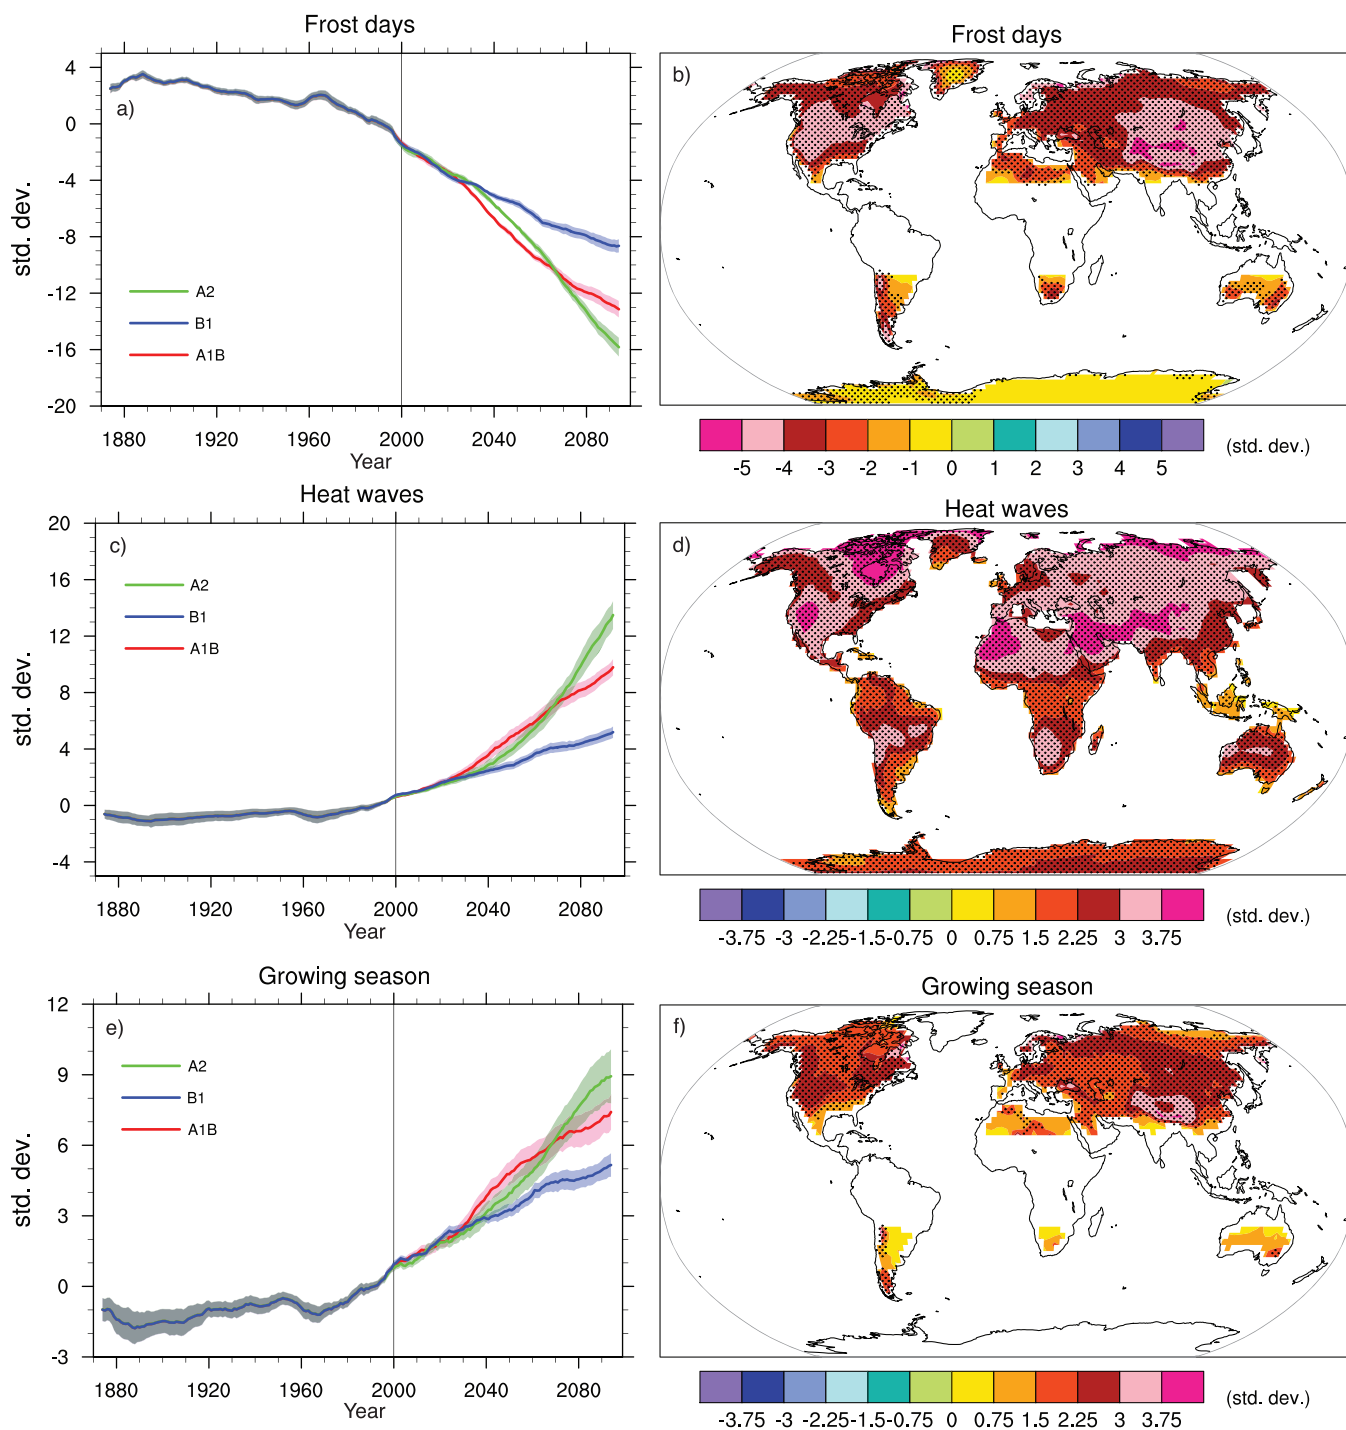 Frost days
a)
std. dev.
4
0
-4
-8
-12
-16
-20
A2
B1
A1B
1880 1920 1960 2000 2040 2080
Year
Frost days
b)
-5 -4 -3 -2 -1 0 1 2 3 4 5
(std. dev.)
Heat waves
c)
std. dev.
20
16
12
8
4
0
-4
A2
B1
A1B
1880 1920 1960 2000 2040 2080
Year
Heat waves
d)
-3.75 -3 -2.25 -1.5 -0.75 0 0.75 1.5 2.25 3 3.75
(std. dev.)
Growing season
e)
std. dev.
12
9
6
3
0
-3
A2
B1
A1B
1880 1920 1960 2000 2040 2080
Year
Growing season
f)
-3.75 -3 -2.25 -1.5 -0.75 0 0.75 1.5 2.25 3 3.75
(std. dev.)